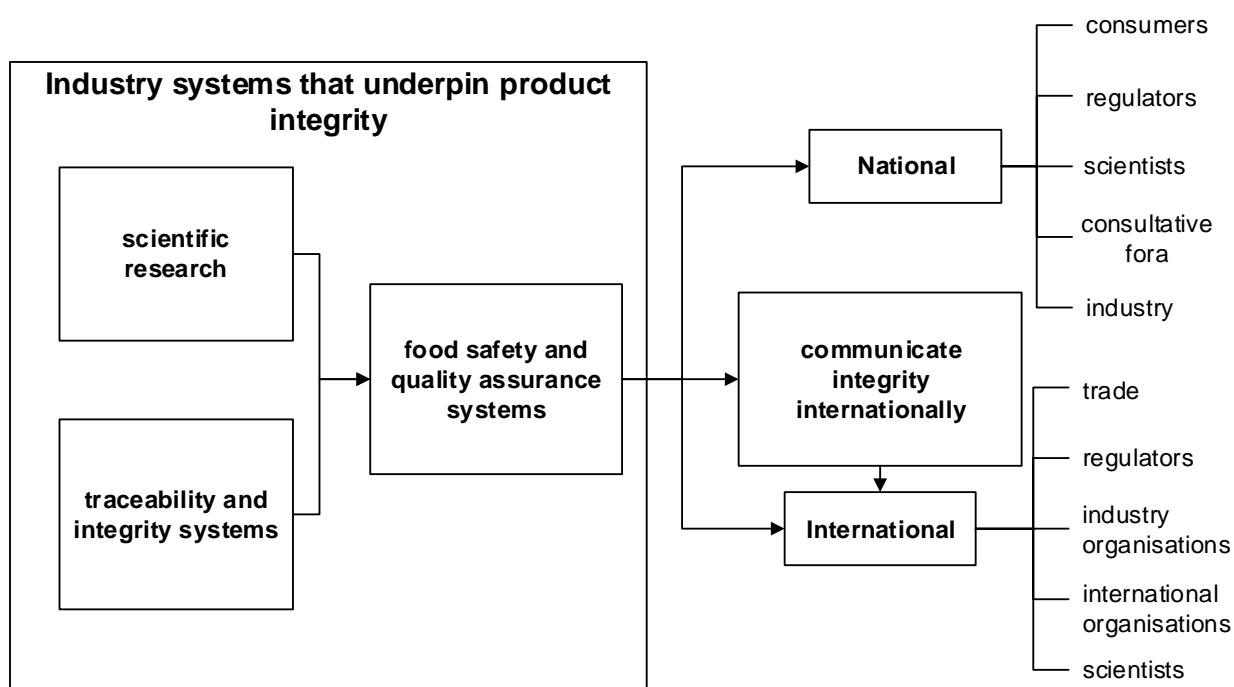 Industry systems that underpin product
integrity
scientific
research
traceability and
integrity systems
food safety and
quality assurance
systems
National
communicate
integrity
internationally
International
consumers
regulators
scientists
consultative
fora
industry
trade
regulators
industry
organisations
international
organisations
scientists